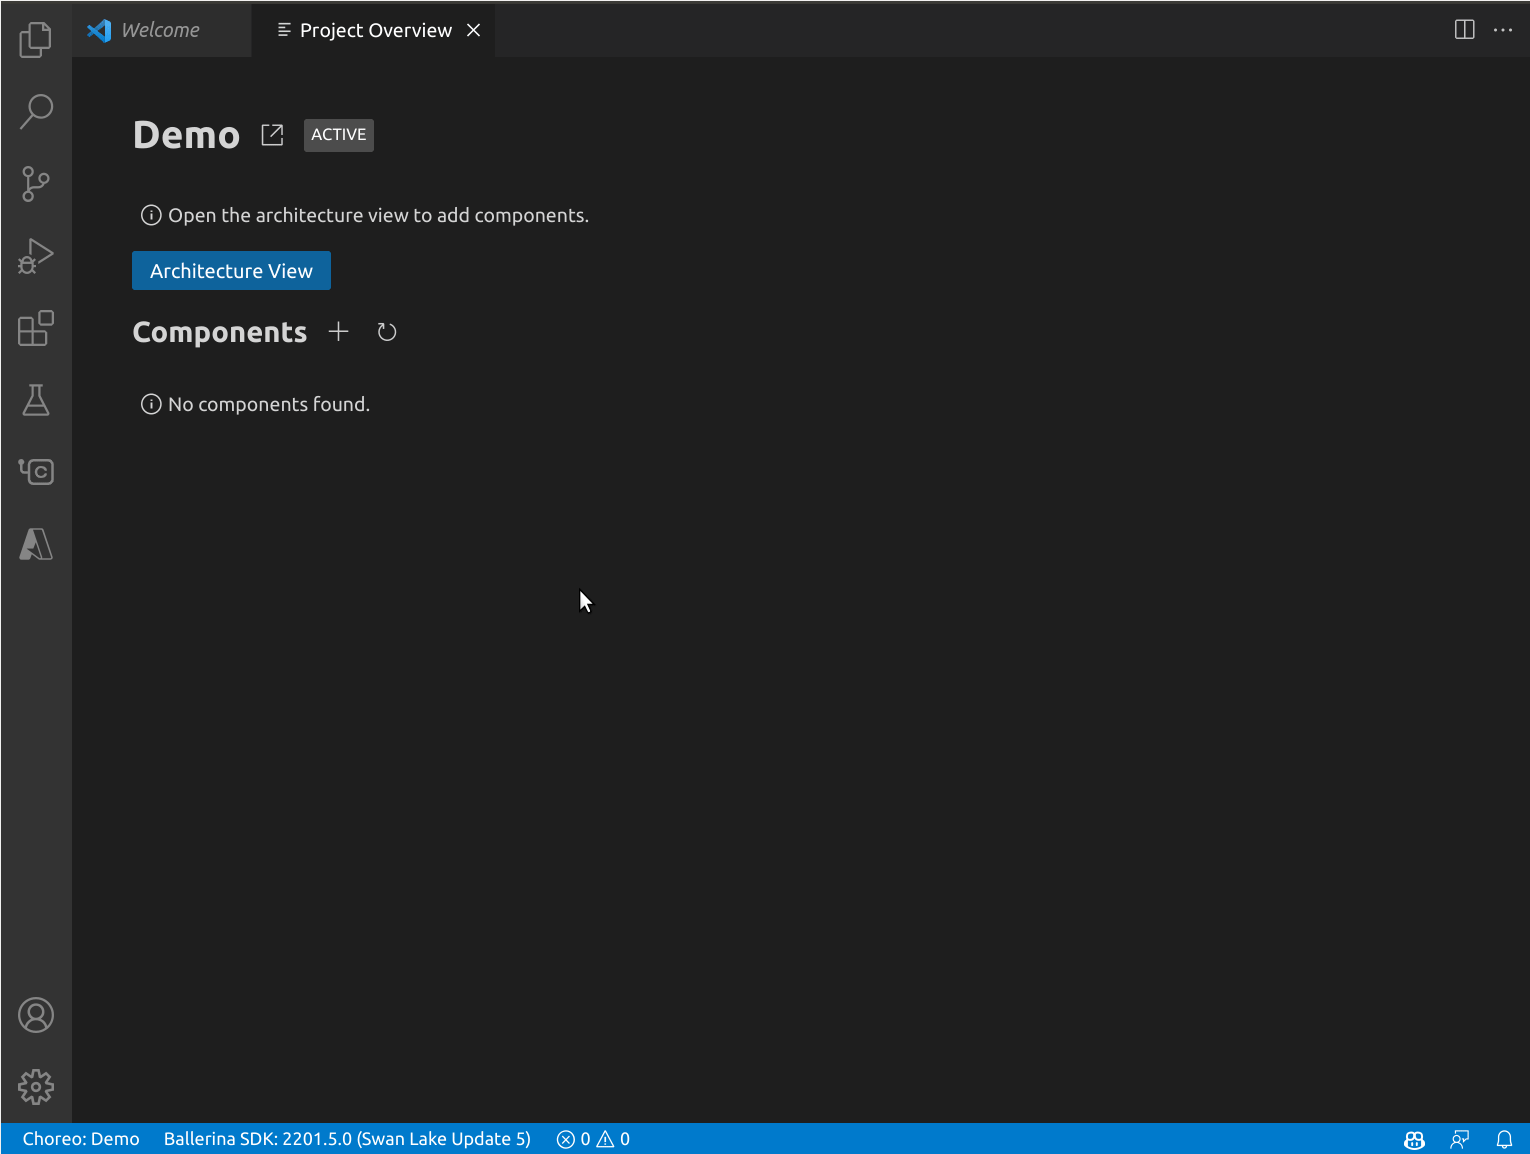 Welcome
Project Overview
Demo ACTIVE
Open the architecture view to add components.
Architecture View
Components
No components found.
Choreo: Demo Ballerina SDK: 2201.5.0 (Swan Lake Update 5) 0 0